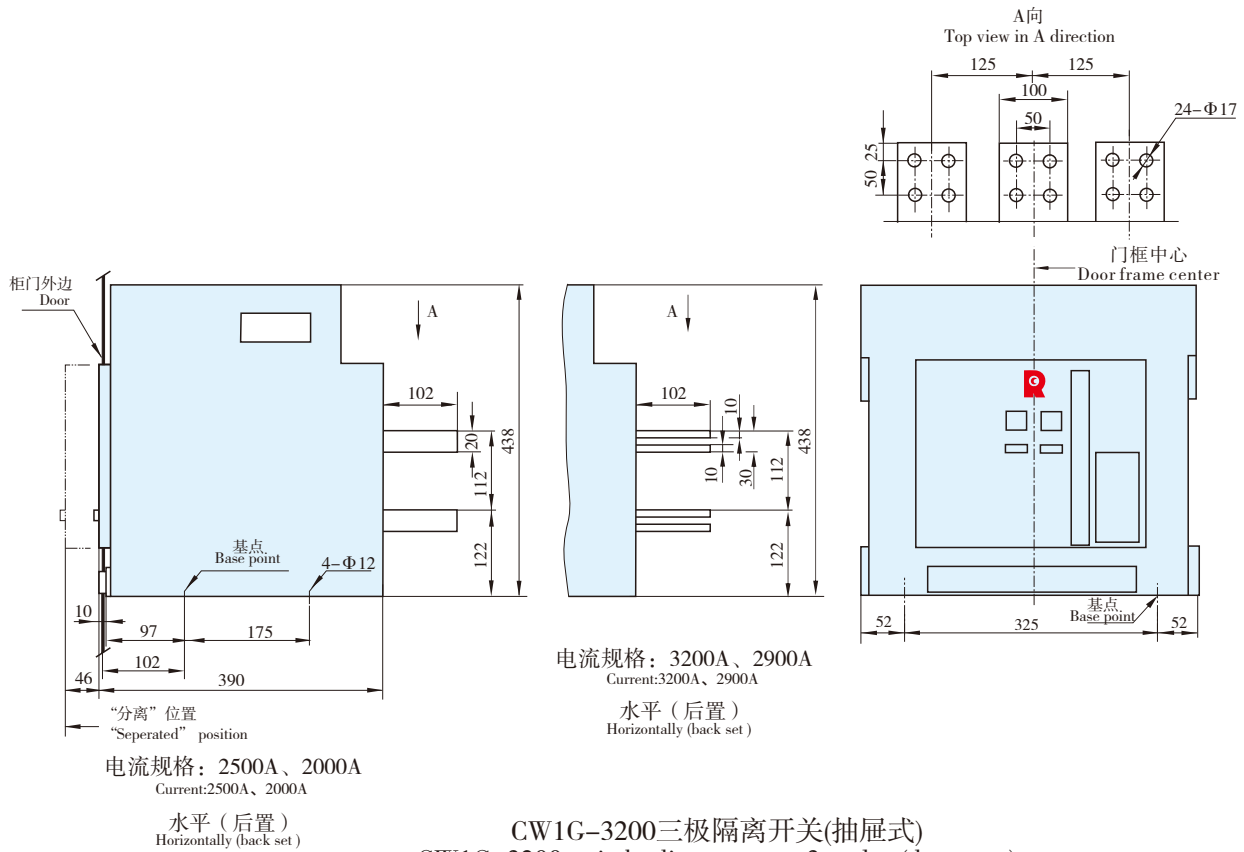 A向
Top view in A direction
125
125
100
50
24-Φ17
25
50
门框中心
Door frame center
柜门外边
Door
A
102
20
112
438
122
基点
Base point
4-Φ12
10
97
175
102
46
390
“分离”位置
“Seperated” position
电流规格：2500A、2000A
Current:2500A、2000A
水平（后置）
Horizontally (back set )
A
102
10
10
30
112
438
122
电流规格：3200A、2900A
Current:3200A、2900A
水平（后置）
Horizontally (back set )
R
基点
Base point
52
325
52
CW1G-3200三极隔离开关(抽屉式)